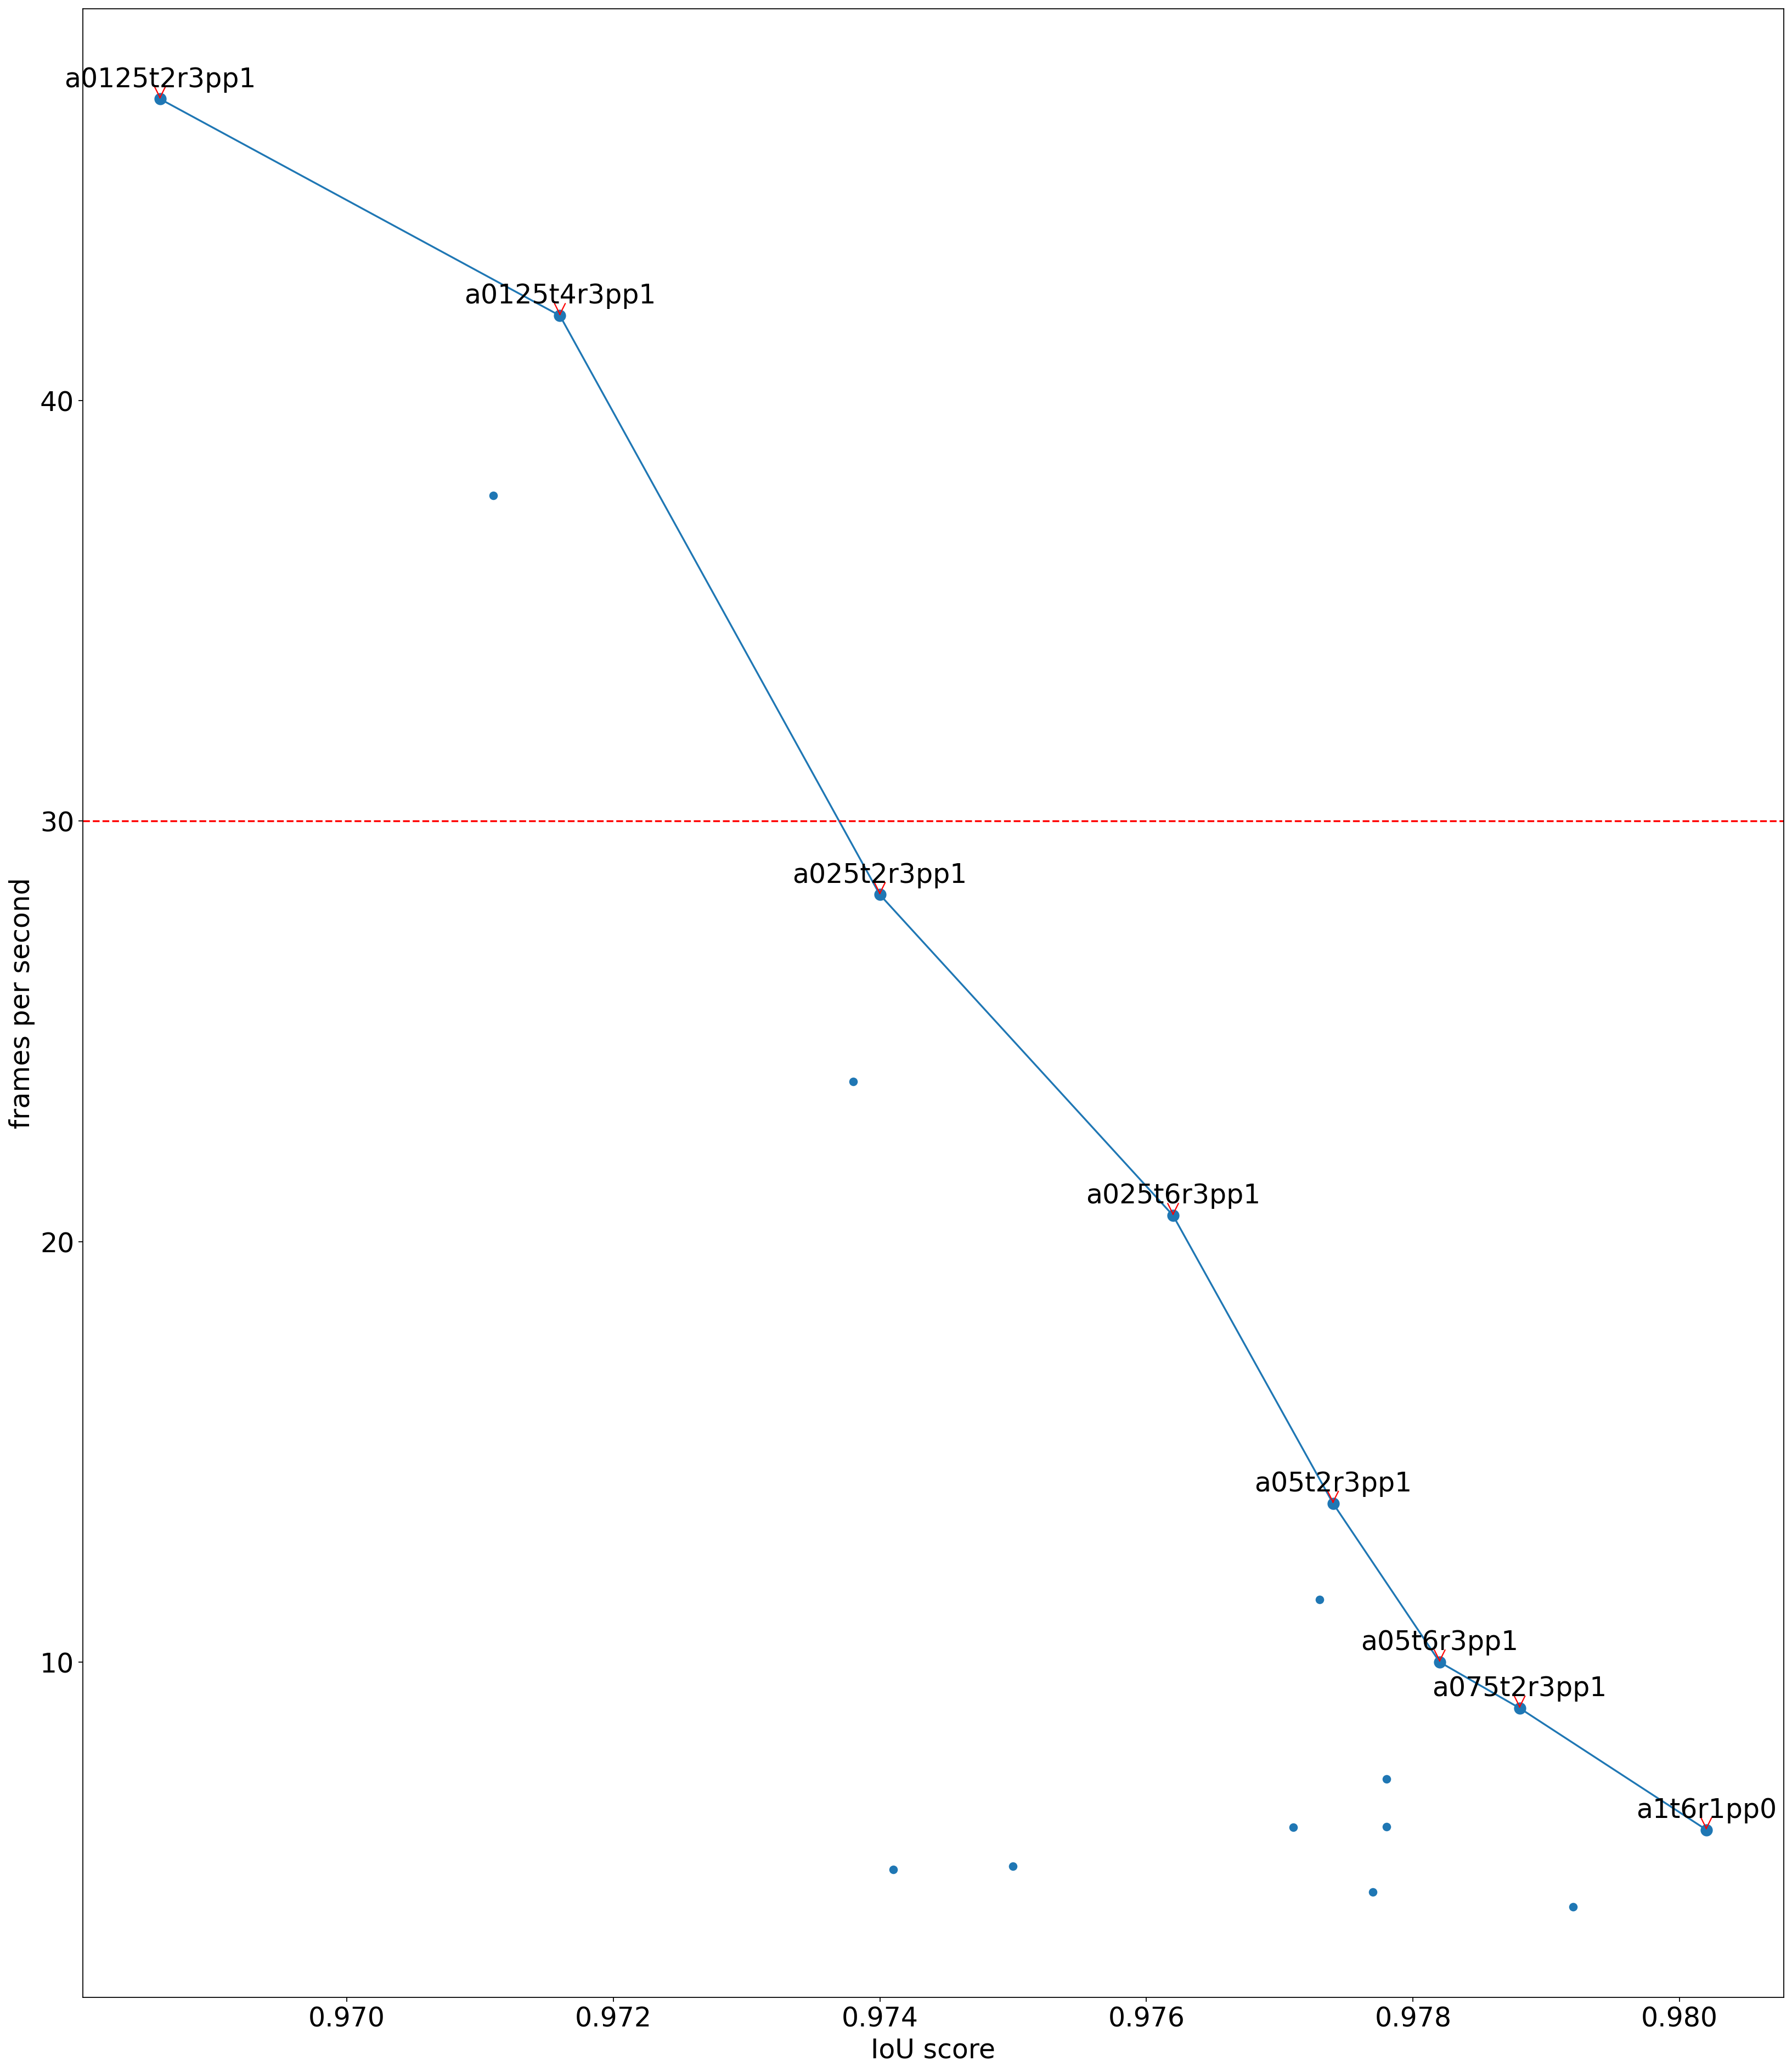 a0125t2r3pp1
a0125t4r3pp1
40
30
a025t2r3pp1
frames per second
a025t6r3pp1
20
a05t2r3pp1
a05t6r3pp1
10
a075t2r3pp1
a1t6r1pp0
0.970 0.972 0.974 0.976 0.978 0.980
IoU score